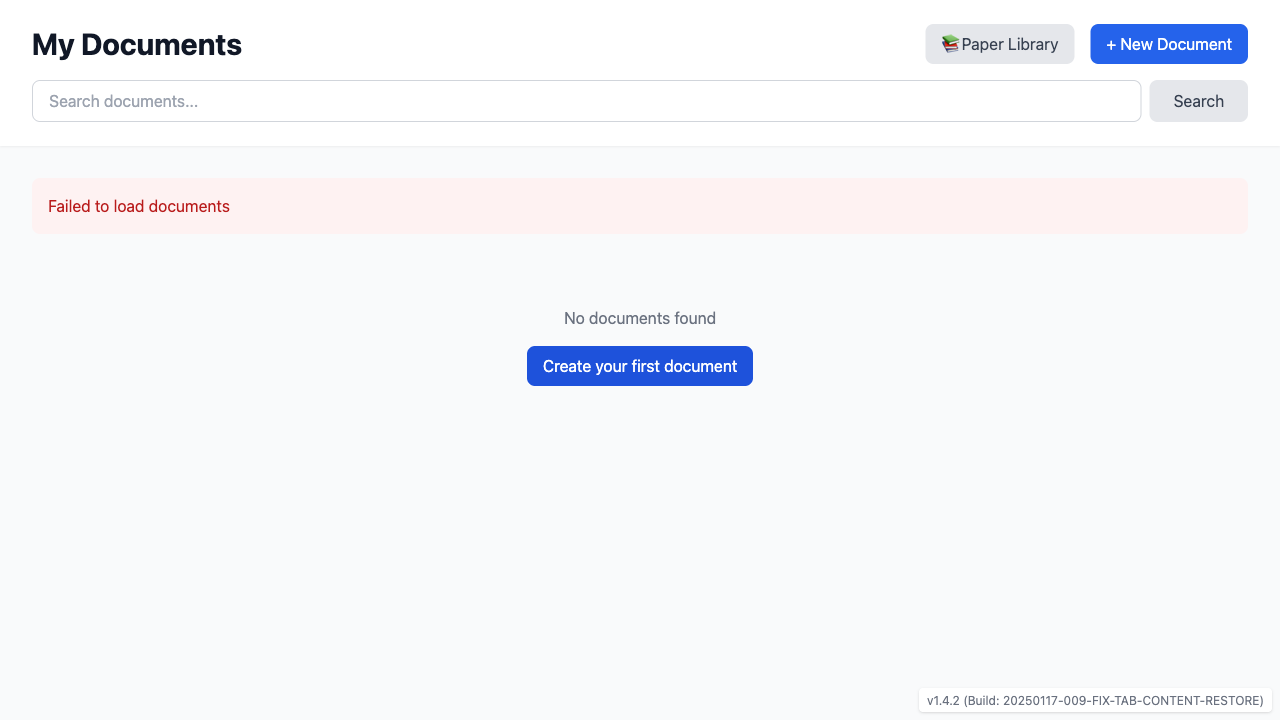 My Documents
📚Paper Library
+ New Document
Search documents...
Search
Failed to load documents
No documents found
Create your first document
v1.4.2 (Build: 20250117-009-FIX-TAB-CONTENT-RESTORE)